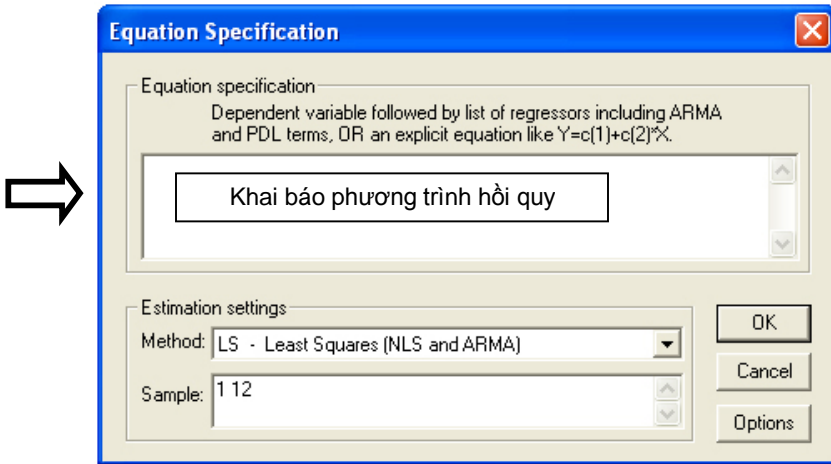 Equation Specification
Equation specification
Dependent variable followed by list of regressors including ARMA
and PDL terms, OR an explicit equation like Y=c(1)+c(2)*X.
Khai báo phương trình hồi quy
Estimation settings
Method: LS - Least Squares (NLS and ARMA)
Sample: 1 12
OK
Cancel
Options